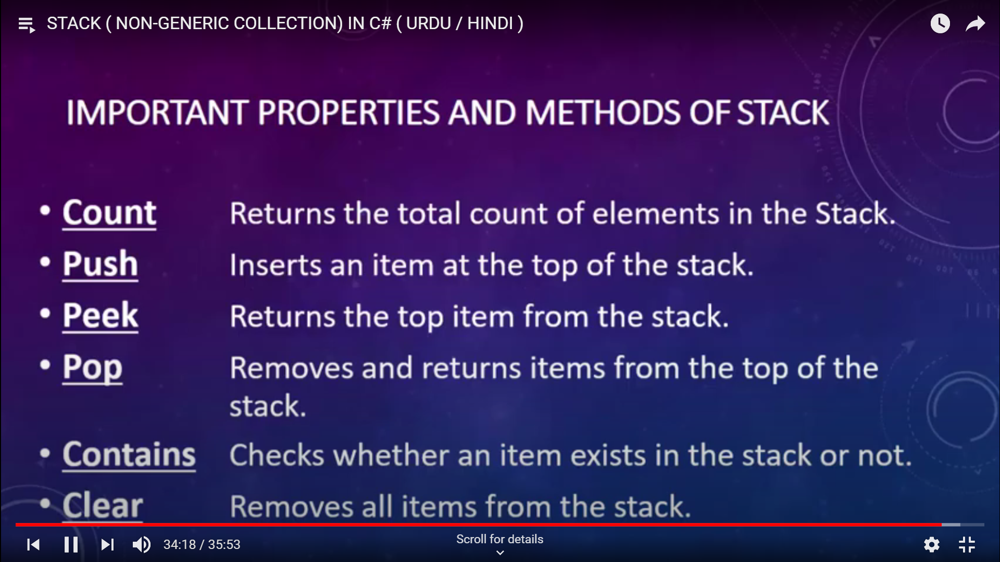 STACK ( NON-GENERIC COLLECTION) IN C# ( URDU / HINDI )
IMPORTANT PROPERTIES AND METHODS OF STACK
• Count Returns the total count of elements in the Stack.
• Push Inserts an item at the top of the stack.
• Peek Returns the top item from the stack.
• Pop Removes and returns items from the top of the
stack.
• Contains Checks whether an item exists in the stack or not.
• Clear Removes all items from the stack.
34:18 / 35:53
Scroll for details